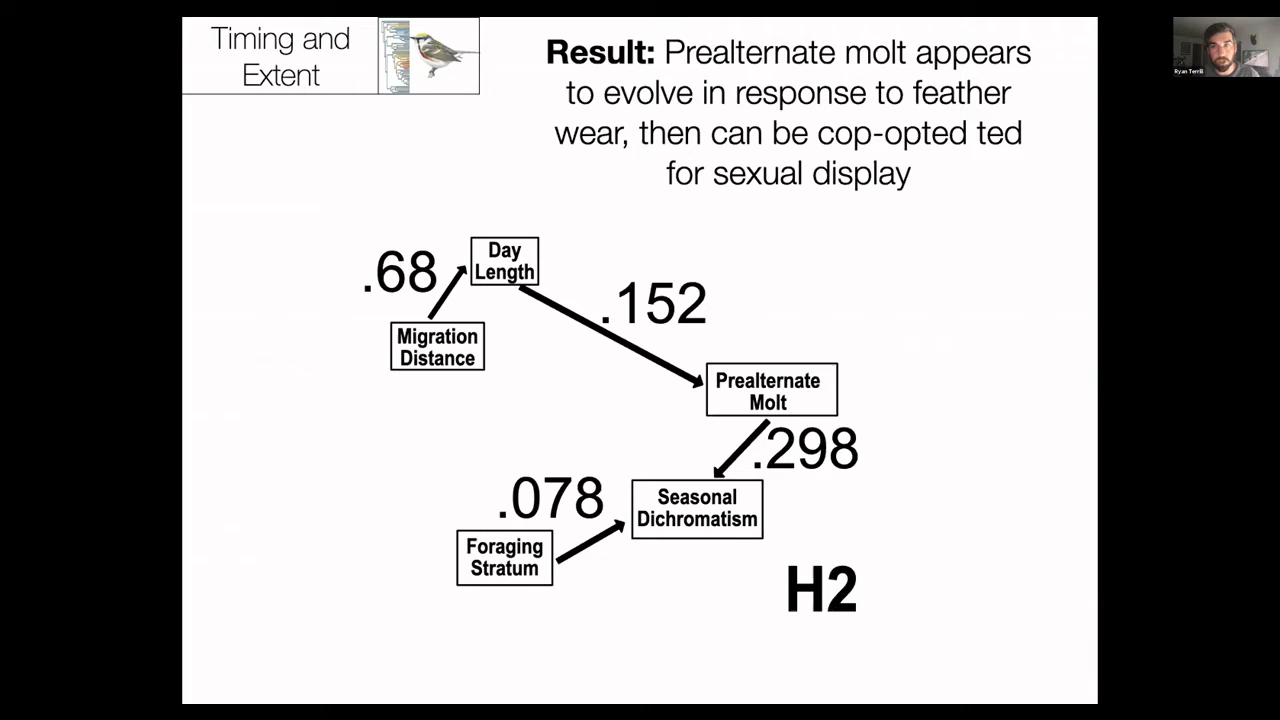 Timing and
Extent
Result: Prealternate molt appears
to evolve in response to feather
wear, then can be cop-opted ted
for sexual display
Ryan Terrill
.68
Day
Length
.152
Migration
Distance
Prealternate
Molt
.298
.078
Seasonal
Dichromatism
Foraging
Stratum
H2